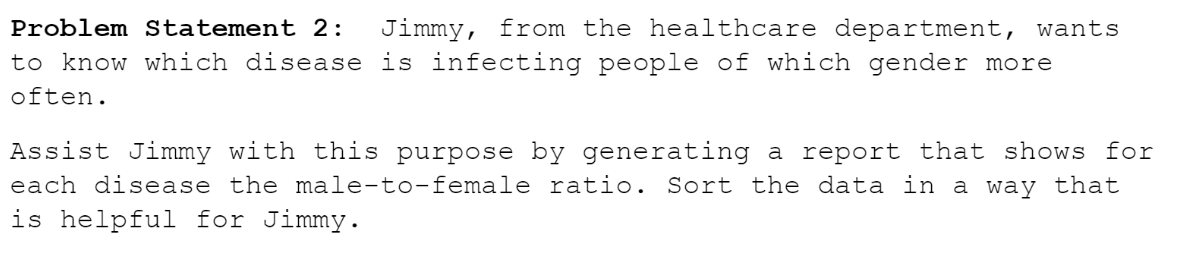 Problem Statement 2: Jimmy, from the healthcare department, wants
to know which disease is infecting people of which gender more
often.
Assist Jimmy with this purpose by generating a report that shows for
each disease the male-to-female ratio. Sort the data in a way that
is helpful for Jimmy.